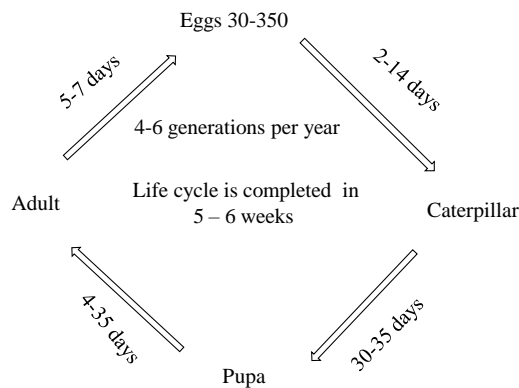 Eggs 30-350
5-7 days
2-14 days
4-6 generations per year
Adult
Life cycle is completed in
5 – 6 weeks
Caterpillar
4-35 days
30-35 days
Pupa